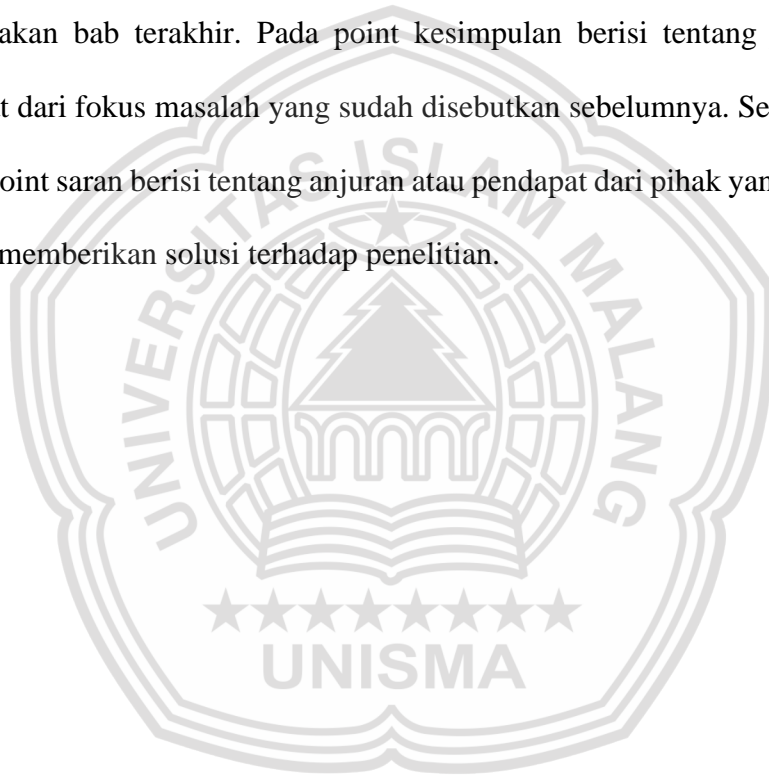 akan bab terakhir. Pada point kesimpulan berisi tentang
t dari fokus masalah yang sudah disebutkan sebelumnya. Se
oint saran berisi tentang anjuran atau pendapat dari pihak yan
memberikan solusi terhadap penelitian.
UNIVERSITAS ISLAM MALANG
UNISMA